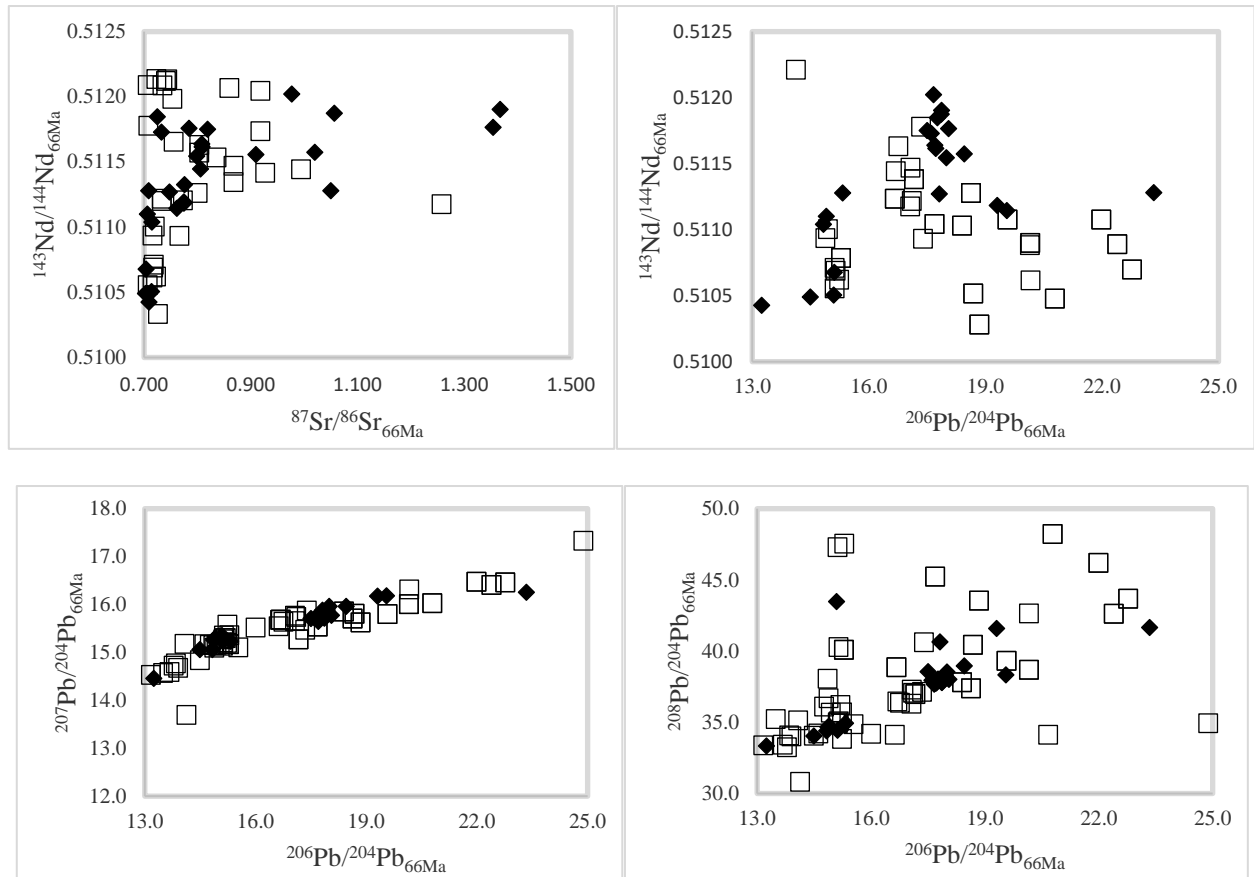 0.5125
0.5120
0.5115
0.5110
0.5105
0.5100
0.700 0.900 1.100 1.300 1.500
¹⁴³Nd/¹⁴⁴Nd₆₆Ma
⁸⁷Sr/⁸⁶Sr₆₆Ma
0.5125
0.5120
0.5115
0.5110
0.5105
0.5100
13.0 16.0 19.0 22.0 25.0
¹⁴³Nd/¹⁴⁴Nd₆₆Ma
²⁰⁶Pb/²⁰⁴Pb₆₆Ma
18.0
17.0
16.0
15.0
14.0
13.0
12.0
13.0 16.0 19.0 22.0 25.0
²⁰⁷Pb/²⁰⁴Pb₆₆Ma
²⁰⁶Pb/²⁰⁴Pb₆₆Ma
50.0
45.0
40.0
35.0
30.0
13.0 16.0 19.0 22.0 25.0
²⁰⁸Pb/²⁰⁴Pb₆₆Ma
²⁰⁶Pb/²⁰⁴Pb₆₆Ma